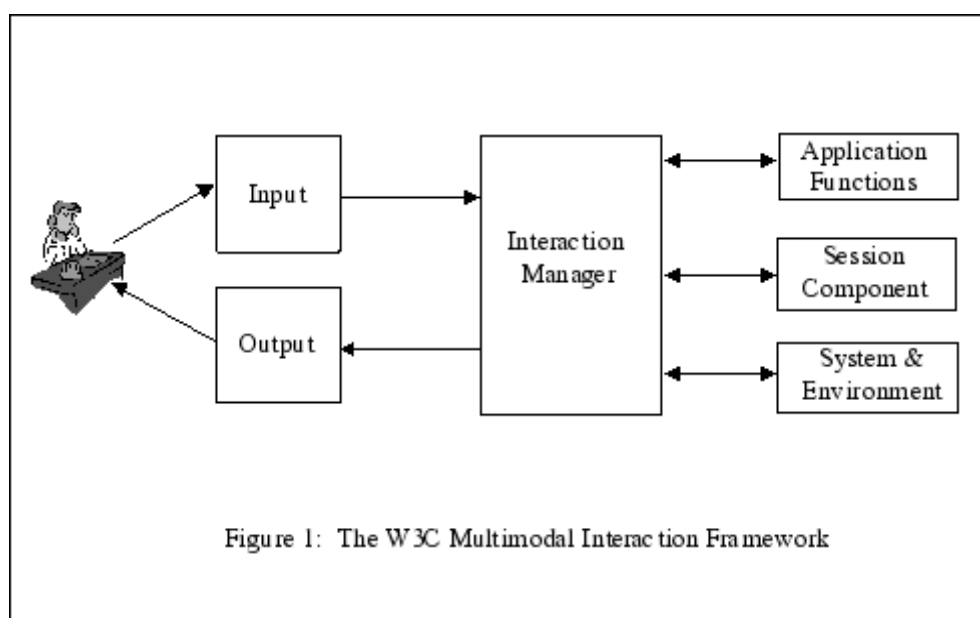 Input
Output
Interaction
Manager
Application
Functions
Session
Component
System &
Environment
Figure 1: The W3C Multimodal Interaction Framework